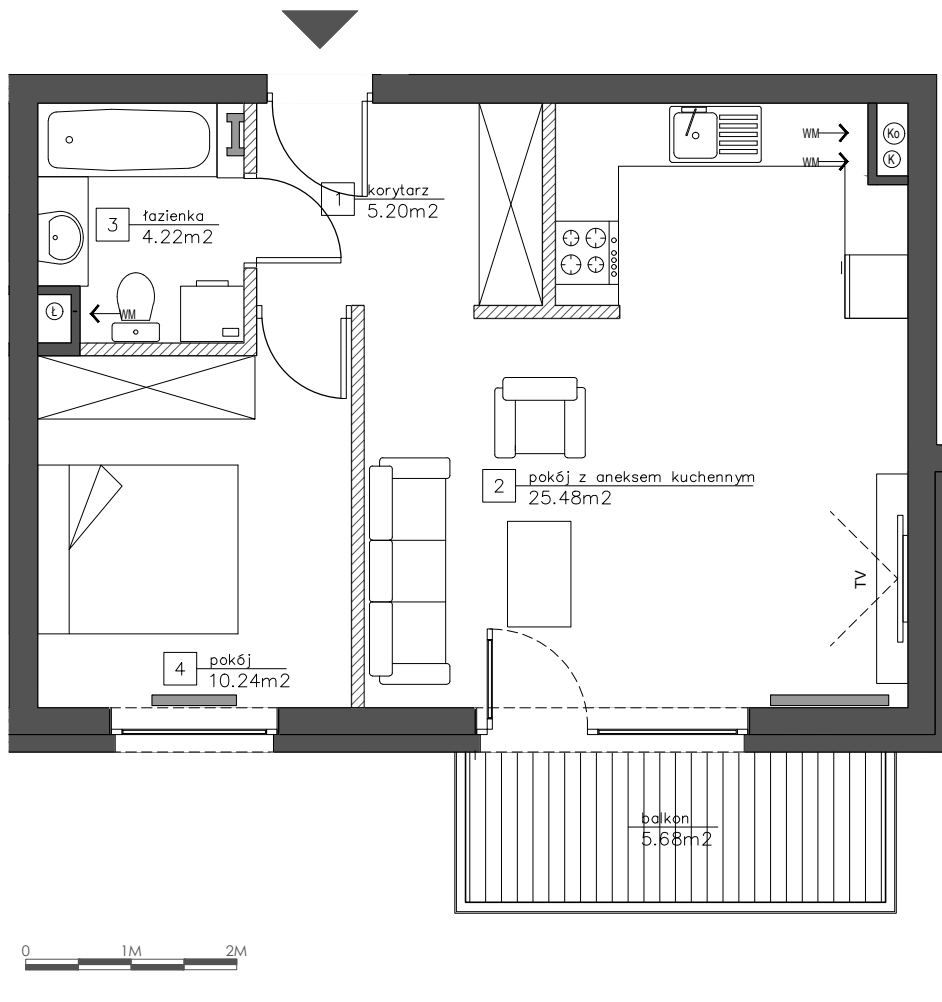 Ko
WM
WM
K
1
korytarz
5.20m2
3
łazienka
4.22m2
Ł
WM
2
pokój z aneksem kuchennym
25.48m2
TV
4
pokój
10.24m2
balkon
5.68m2
0 1M 2M